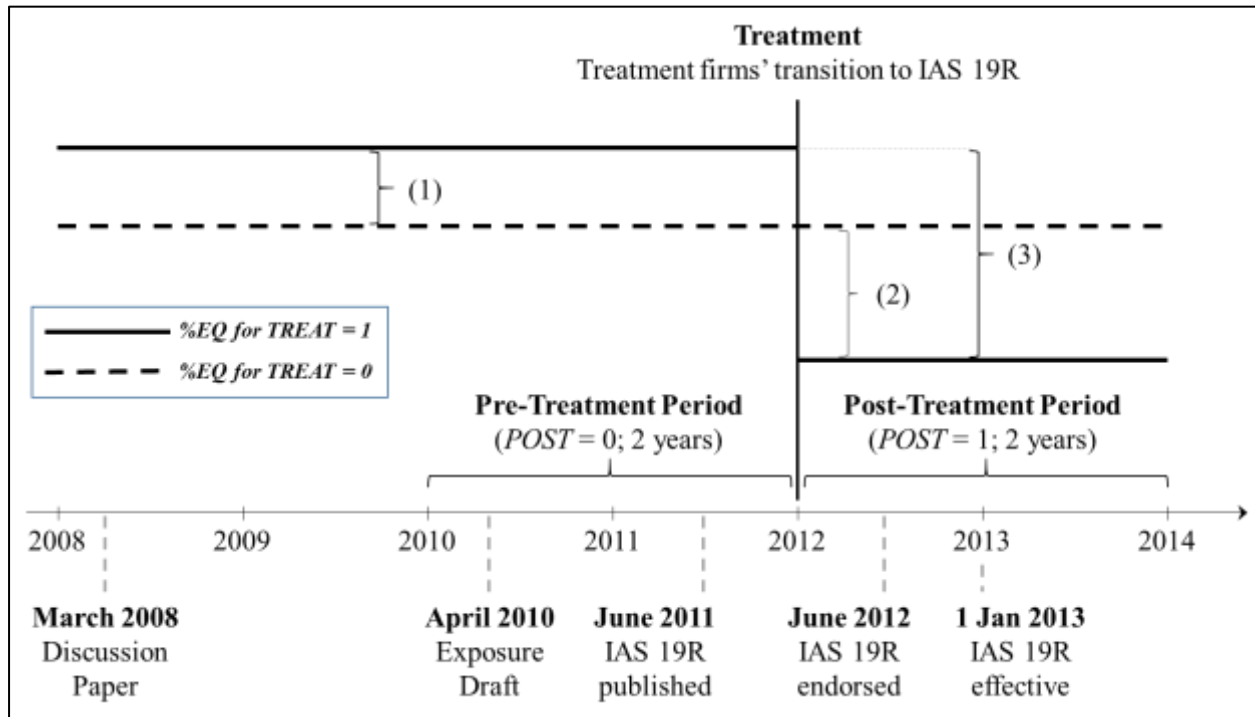 Treatment
Treatment firms' transition to IAS 19R
(1)
(2)
(3)
%EQ for TREAT = 1
%EQ for TREAT = 0
Pre-Treatment Period
(POST = 0; 2 years)
Post-Treatment Period
(POST = 1; 2 years)
2008
2009
2010
2011
2012
2013
2014
March 2008
Discussion
Paper
April 2010
Exposure
Draft
June 2011
IAS 19R
published
June 2012
IAS 19R
endorsed
1 Jan 2013
IAS 19R
effective